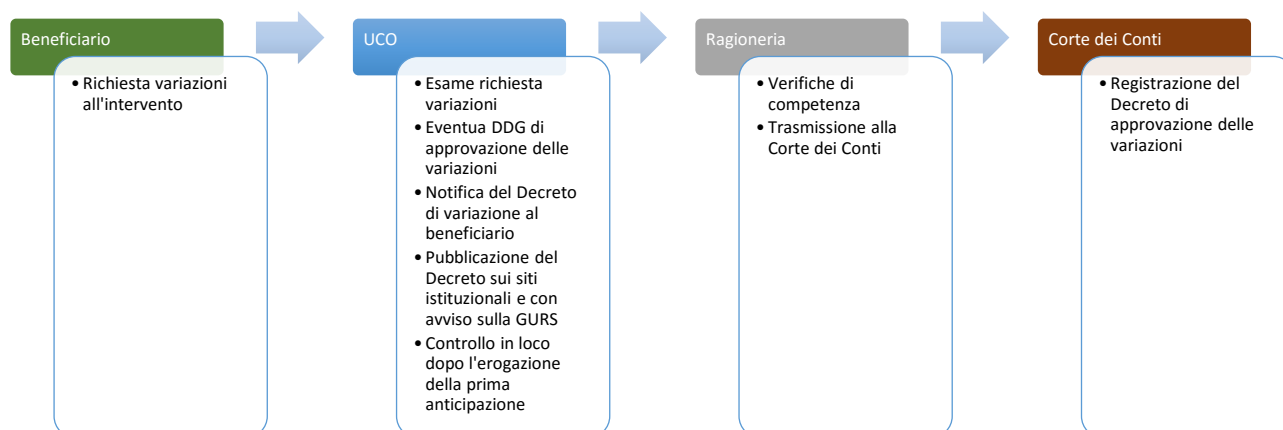 Beneficiario
• Richiesta variazioni
all'intervento
UCO
• Esame richiesta
variazioni
• Eventua DDG di
approvazione delle
variazioni
• Notifica del Decreto
di variazione al
beneficiario
• Pubblicazione del
Decreto sui siti
istituzionali e con
avviso sulla GURS
• Controllo in loco
dopo l'erogazione
della prima
anticipazione
Ragioneria
• Verifiche di
competenza
• Trasmissione alla
Corte dei Conti
Corte dei Conti
• Registrazione del
Decreto di
approvazione delle
variazioni